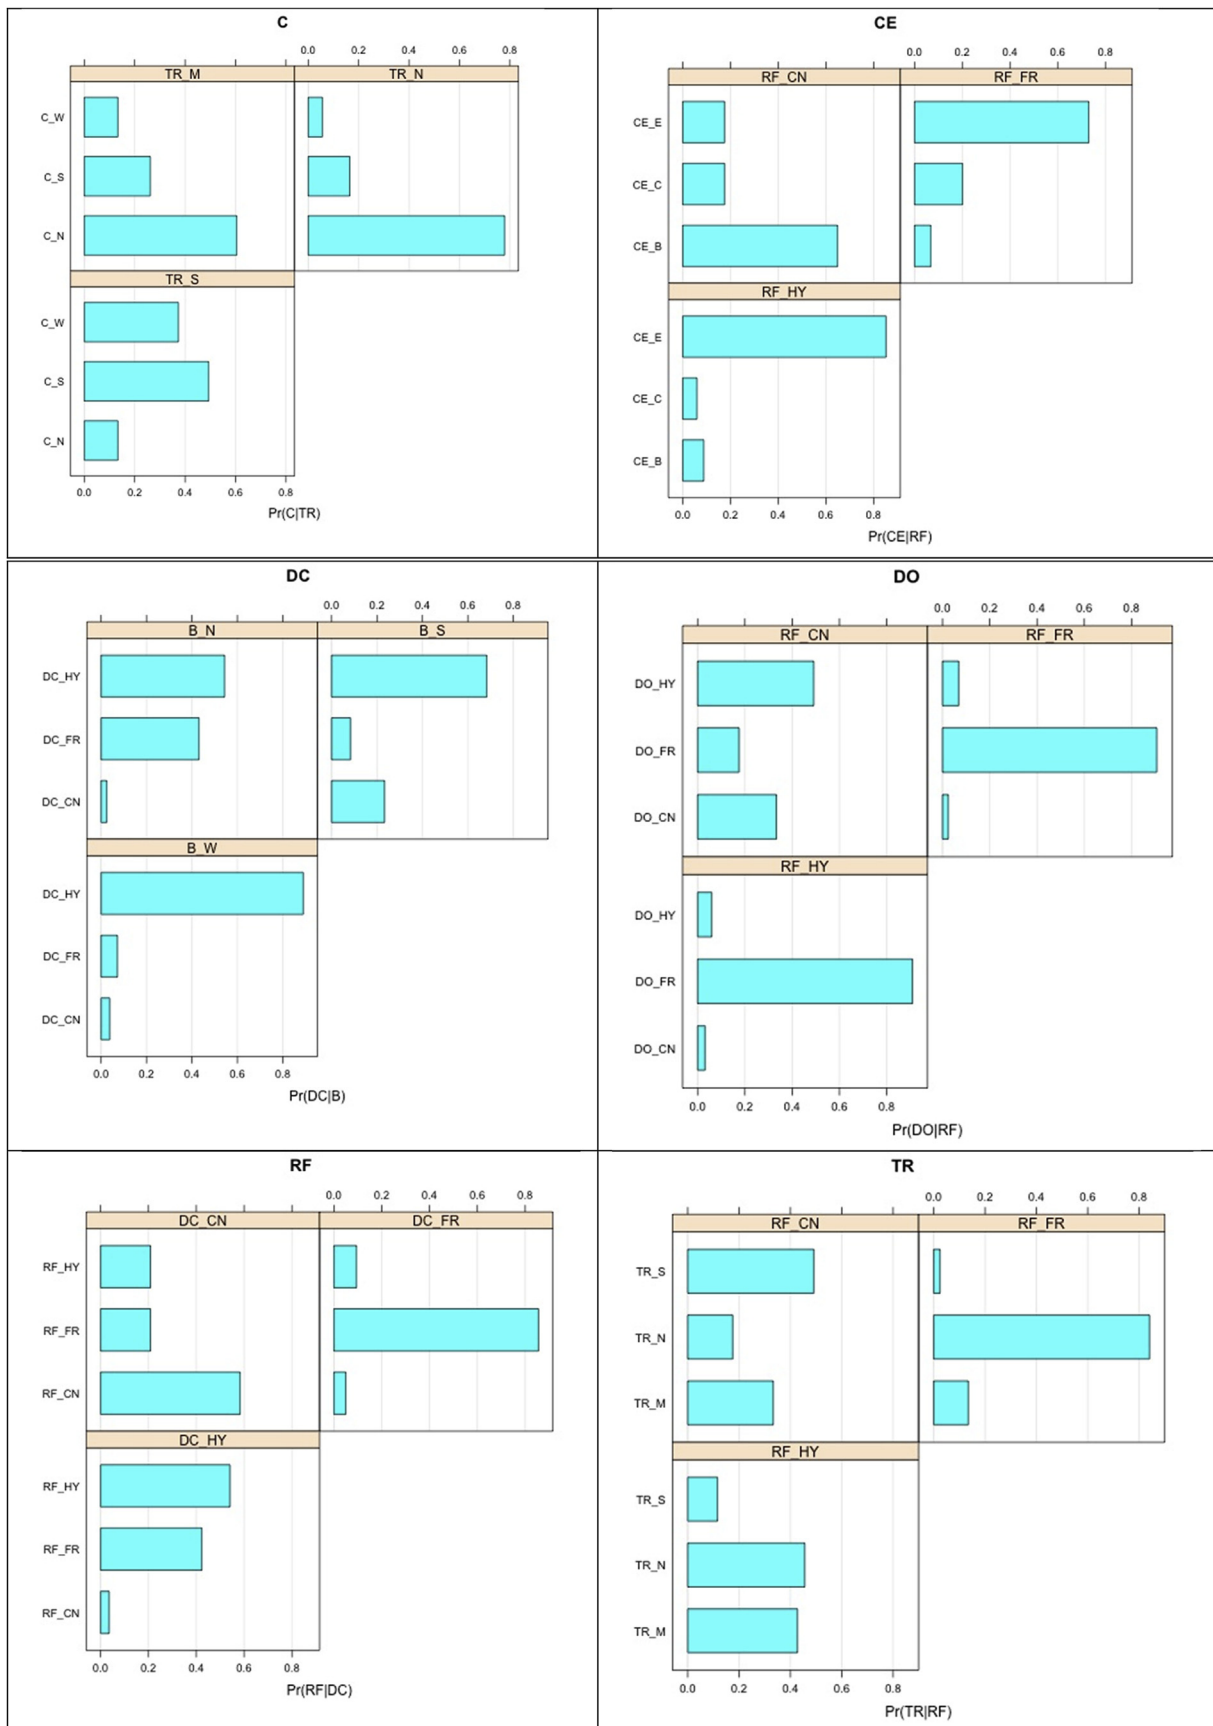 C
0.0 0.2 0.4 0.6 0.8
TR_M TR_N
C_W
C_S
C_N
TR_S
C_W
C_S
C_N
0.0 0.2 0.4 0.6 0.8
Pr(C|TR)
CE
0.0 0.2 0.4 0.6 0.8
RF_CN RF_FR
CE_E
CE_C
CE_B
RF_HY
CE_E
CE_C
CE_B
0.0 0.2 0.4 0.6 0.8
Pr(CE|RF)
DC
0.0 0.2 0.4 0.6 0.8
B_N B_S
DC_HY
DC_FR
DC_CN
B_W
DC_HY
DC_FR
DC_CN
0.0 0.2 0.4 0.6 0.8
Pr(DC|B)
DO
0.0 0.2 0.4 0.6 0.8
RF_CN RF_FR
DO_HY
DO_FR
DO_CN
RF_HY
DO_HY
DO_FR
DO_CN
0.0 0.2 0.4 0.6 0.8
Pr(DO|RF)
RF
0.0 0.2 0.4 0.6 0.8
DC_CN DC_FR
RF_HY
RF_FR
RF_CN
DC_HY
RF_HY
RF_FR
RF_CN
0.0 0.2 0.4 0.6 0.8
Pr(RF|DC)
TR
0.0 0.2 0.4 0.6 0.8
RF_CN RF_FR
TR_S
TR_N
TR_M
RF_HY
TR_S
TR_N
TR_M
0.0 0.2 0.4 0.6 0.8
Pr(TR|RF)